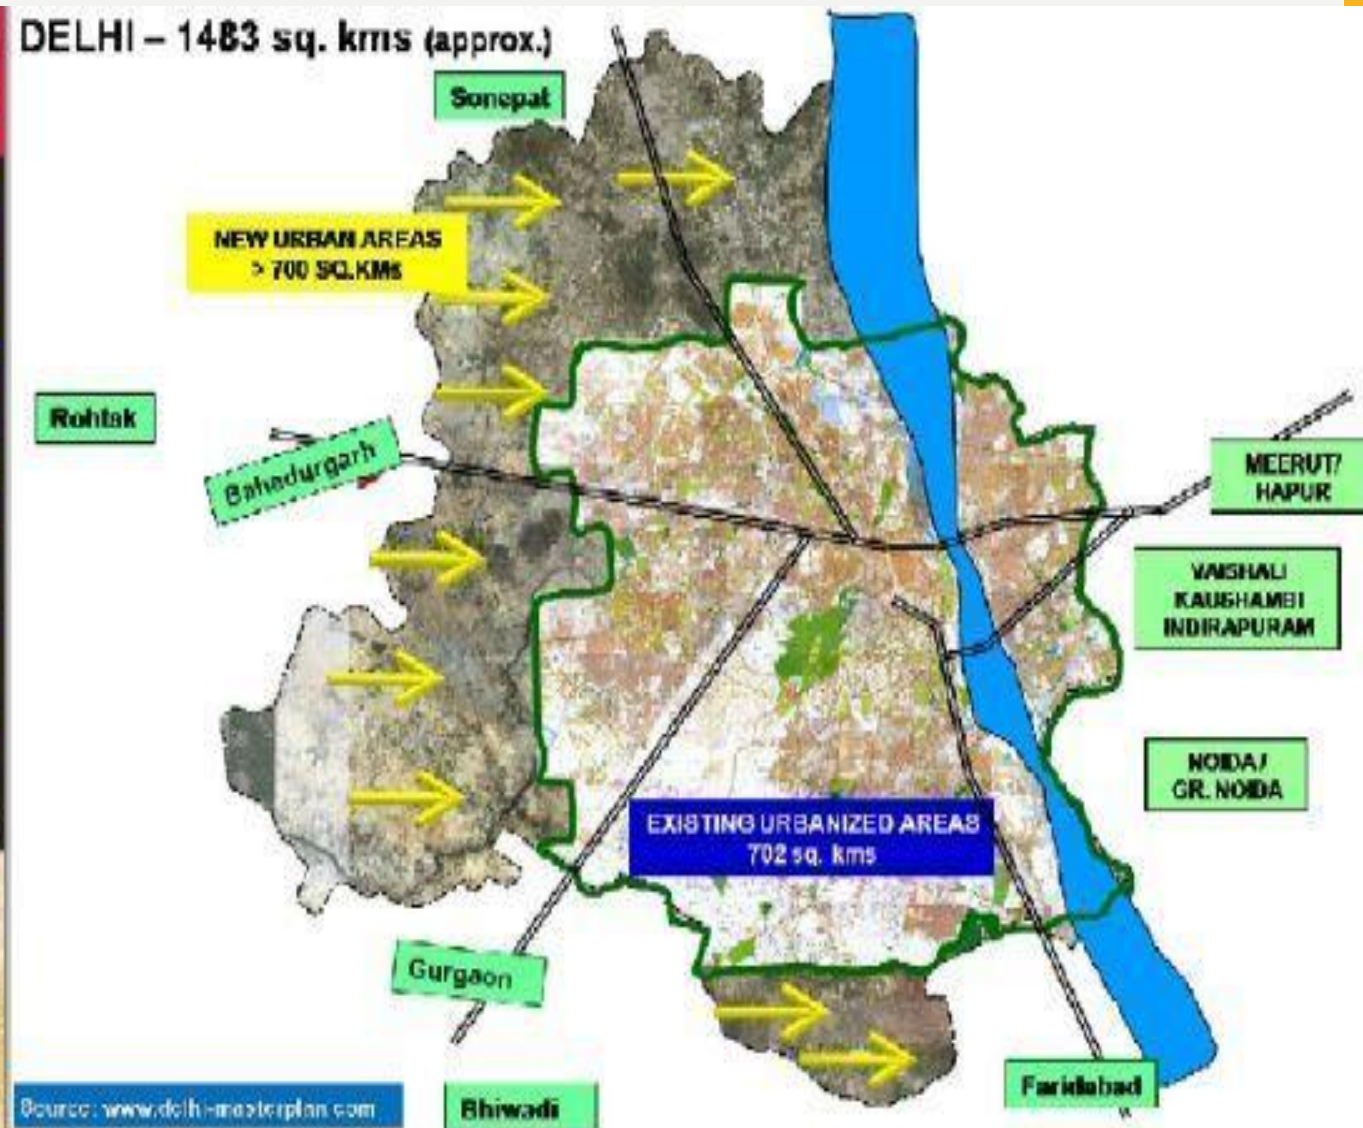 DELHI – 1483 sq. kms (approx.)
Sonepat
NEW URBAN AREAS
> 700 SQ.KMs
Rohtak
Bahadurgarh
MEERUT/
HAPUR
VAISHALI
KAUSHAMBI
INDIRAPURAM
NOIDA/
GR. NOIDA
EXISTING URBANIZED AREAS
702 sq. kms
Gurgaon
Faridabad
Bhiwadi
Source: www.delhi-masterplan.com